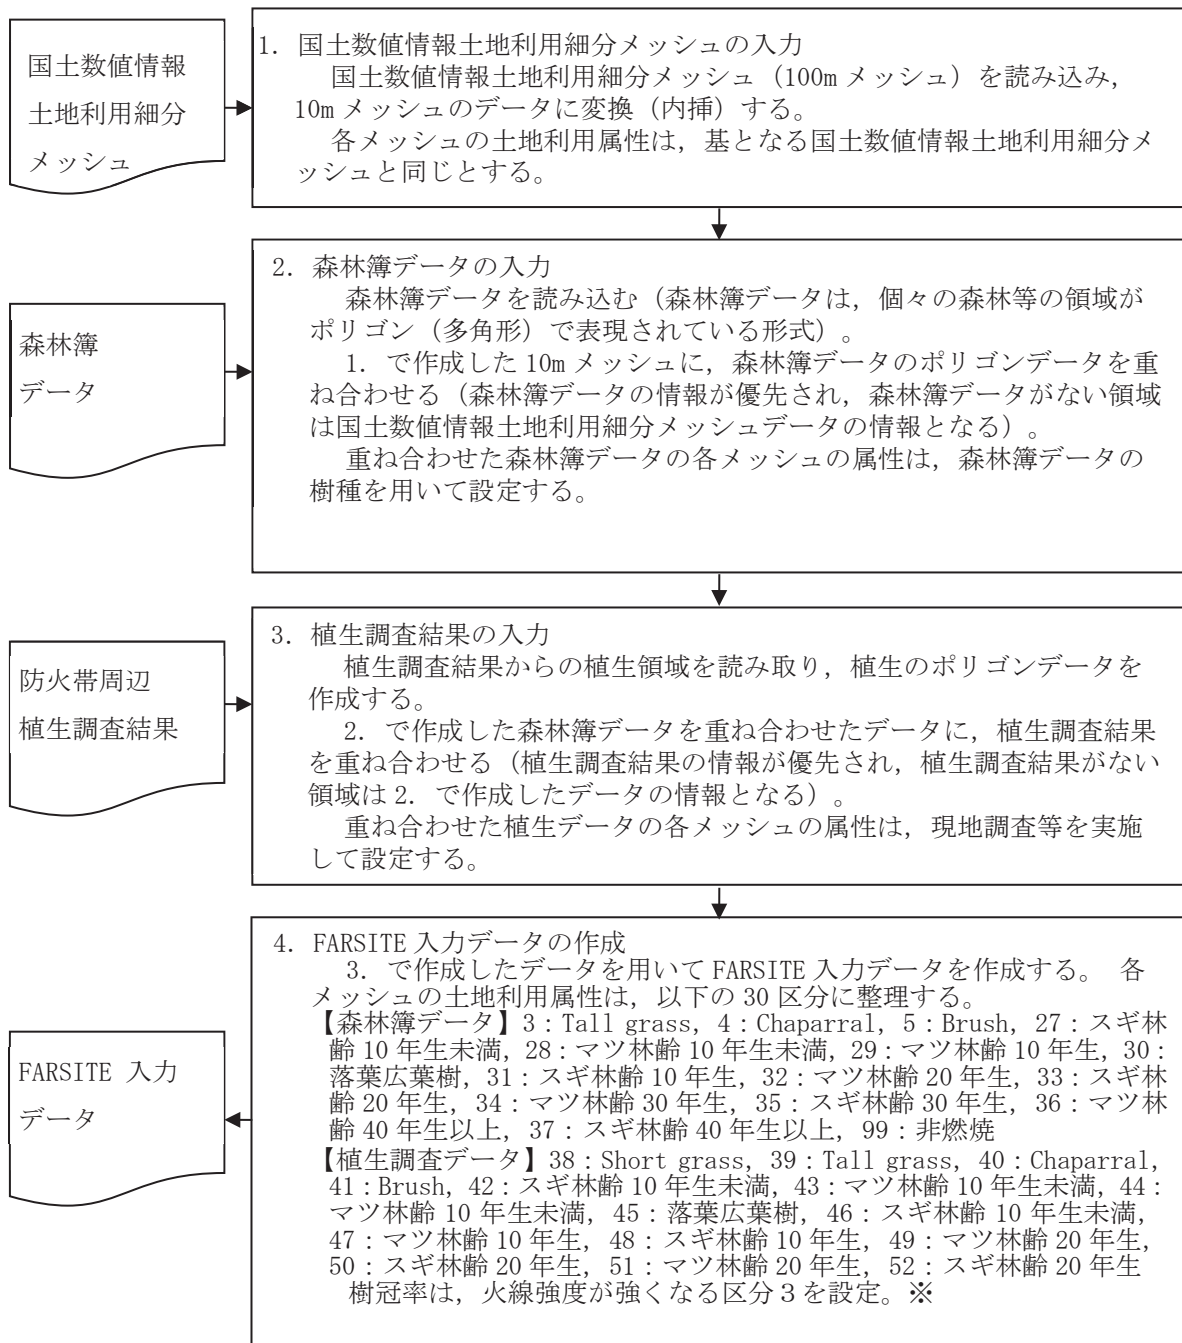 国土数値情報
土地利用細分
メッシュ
1. 国土数値情報土地利用細分メッシュの入力
国土数値情報土地利用細分メッシュ（100m メッシュ）を読み込み，
10m メッシュのデータに変換（内挿）する。
各メッシュの土地利用属性は，基となる国土数値情報土地利用細分メ
ッシュと同じとする。
森林簿
データ
2. 森林簿データの入力
森林簿データを読み込む（森林簿データは，個々の森林等の領域が
ポリゴン（多角形）で表現されている形式）。
1. で作成した 10m メッシュに，森林簿データのポリゴンデータを重
ね合わせる（森林簿データの情報が優先され，森林簿データがない領域
は国土数値情報土地利用細分メッシュデータの情報となる）。
重ね合わせた森林簿データの各メッシュの属性は，森林簿データの
樹種を用いて設定する。
防火帯周辺
植生調査結果
3. 植生調査結果の入力
植生調査結果からの植生領域を読み取り，植生のポリゴンデータを
作成する。
2. で作成した森林簿データを重ね合わせたデータに，植生調査結果
を重ね合わせる（植生調査結果の情報が優先され，植生調査結果がない
領域は 2. で作成したデータの情報となる）。
重ね合わせた植生データの各メッシュの属性は，現地調査等を実施
して設定する。
FARSITE 入力
データ
4. FARSITE 入力データの作成
3. で作成したデータを用いて FARSITE 入力データを作成する。 各
メッシュの土地利用属性は，以下の 30 区分に整理する。
【森林簿データ】3：Tall grass, 4：Chaparral, 5：Brush, 27：スギ林
齢 10 年生未満, 28：マツ林齢 10 年生未満, 29：マツ林齢 10 年生, 30：
落葉広葉樹, 31：スギ林齢 10 年生, 32：マツ林齢 20 年生, 33：スギ林
齢 20 年生, 34：マツ林齢 30 年生, 35：スギ林齢 30 年生, 36：マツ林
齢 40 年生以上, 37：スギ林齢 40 年生以上, 99：非燃焼
【植生調査データ】38：Short grass, 39：Tall grass, 40：Chaparral,
41：Brush, 42：スギ林齢 10 年生未満, 43：マツ林齢 10 年生未満, 44：
マツ林齢 10 年生未満, 45：落葉広葉樹, 46：スギ林齢 10 年生未満,
47：マツ林齢 10 年生, 48：スギ林齢 10 年生, 49：マツ林齢 20 年生,
50：スギ林齢 20 年生, 51：マツ林齢 20 年生, 52：スギ林齢 20 年生
樹冠率は，火線強度が強くなる区分３を設定。※